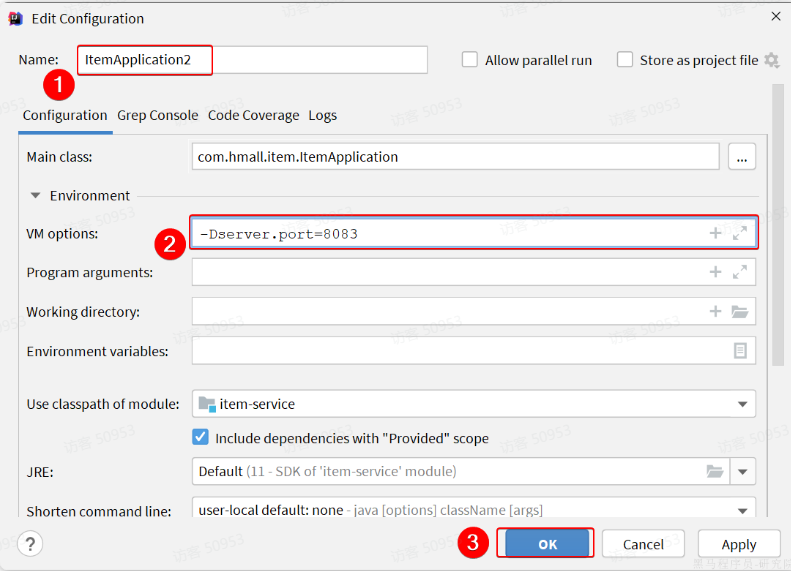 Edit Configuration
Name: ItemApplication2 Allow parallel run Store as project file
1
Configuration Grep Console Code Coverage Logs
Main class: com.hmall.item.ItemApplication ...
Environment
VM options: -Dserver.port=8083
2
Program arguments:
Working directory:
Environment variables:
Use classpath of module: item-service
Include dependencies with "Provided" scope
JRE: Default (11 - SDK of 'item-service' module)
Shorten command line: user-local default: none - java [options] className [args]
? 3 OK Cancel Apply
访客 50953